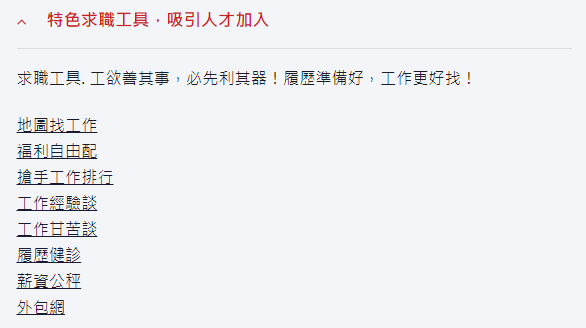 特色求職工具，吸引人才加入
求職工具. 工欲善其事，必先利其器！履歷準備好，工作更好找！
地圖找工作
福利自由配
搶手工作排行
工作經驗談
工作甘苦談
履歷健診
薪資公秤
外包網